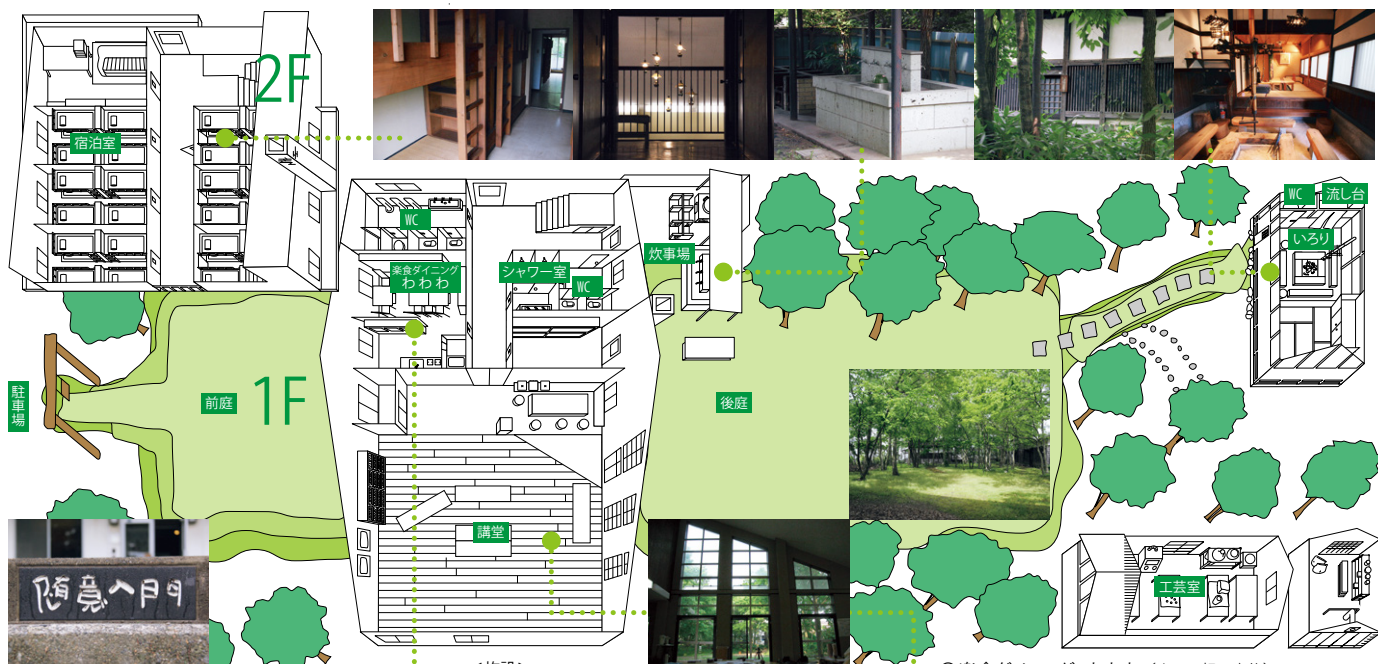 2F
宿泊室
WC
楽食ダイニング
わわわ
シャワー室
WC
炊事場
WC
流し台
いろり
駐車場
前庭
1F
後庭
講堂
工芸室
随意入門